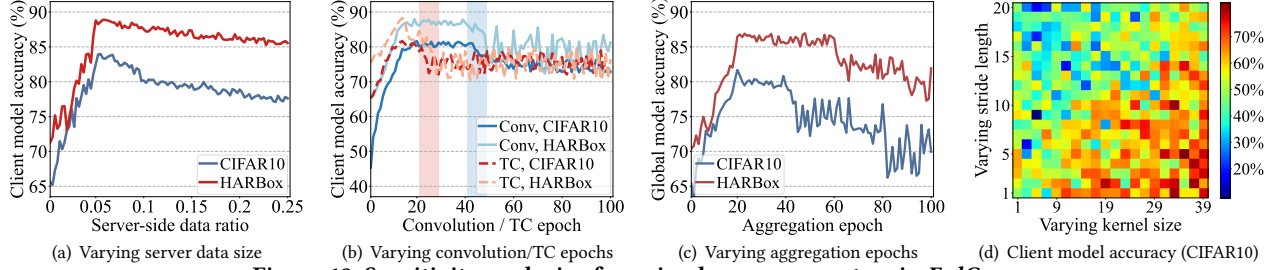 Client model accuracy (%)
90
85
80
75
70
65
CIFAR10
HARBox
0 0.05 0.1 0.15 0.2 0.25
Server-side data ratio
(a) Varying server data size
Client model accuracy (%)
90
80
70
60
50
40
Conv, CIFAR10
Conv, HARBox
TC, CIFAR10
TC, HARBox
0 20 40 60 80 100
Convolution / TC epoch
(b) Varying convolution/TC epochs
Global model accuracy (%)
90
85
80
75
70
65
CIFAR10
HARBox
0 20 40 60 80 100
Aggregation epoch
(c) Varying aggregation epochs
Varying stride length
20
15
10
5
1
1 9 19 29 39
Varying kernel size
70%
60%
50%
40%
30%
20%
(d) Client model accuracy (CIFAR10)